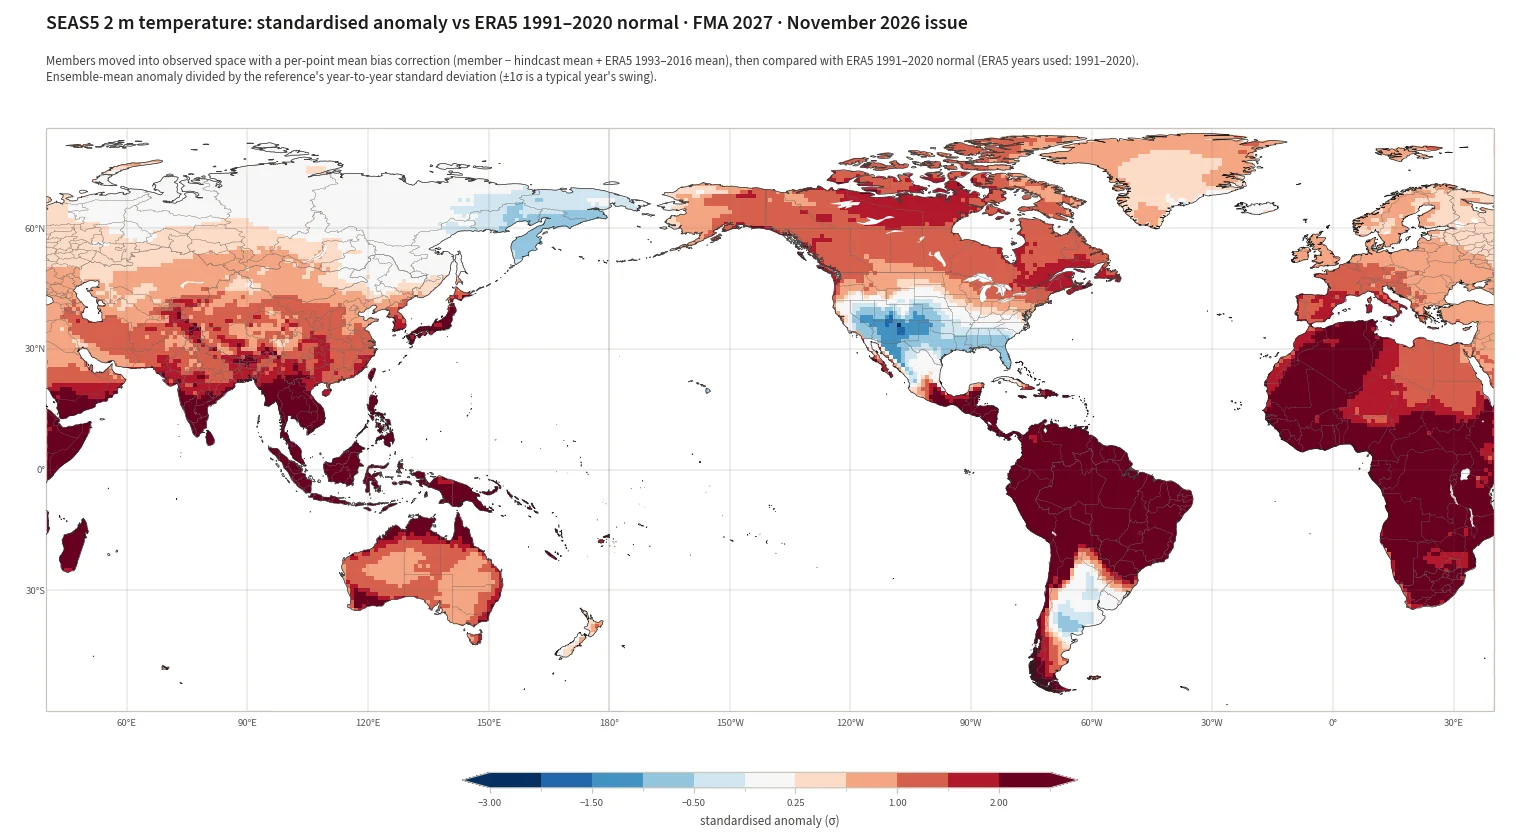 SEAS5 2 m temperature: standardised anomaly vs ERA5 1991–2020 normal · FMA 2027 · November 2026 issue
Members moved into observed space with a per-point mean bias correction (member − hindcast mean + ERA5 1993–2016 mean), then compared with ERA5 1991–2020 normal (ERA5 years used: 1991–2020).
Ensemble-mean anomaly divided by the reference's year-to-year standard deviation (±1σ is a typical year's swing).
60°N
30°N
0°
30°S
60°E 90°E 120°E 150°E 180° 150°W 120°W 90°W 60°W 30°W 0° 30°E
−3.00 −1.50 −0.50 0.25 1.00 2.00
standardised anomaly (σ)